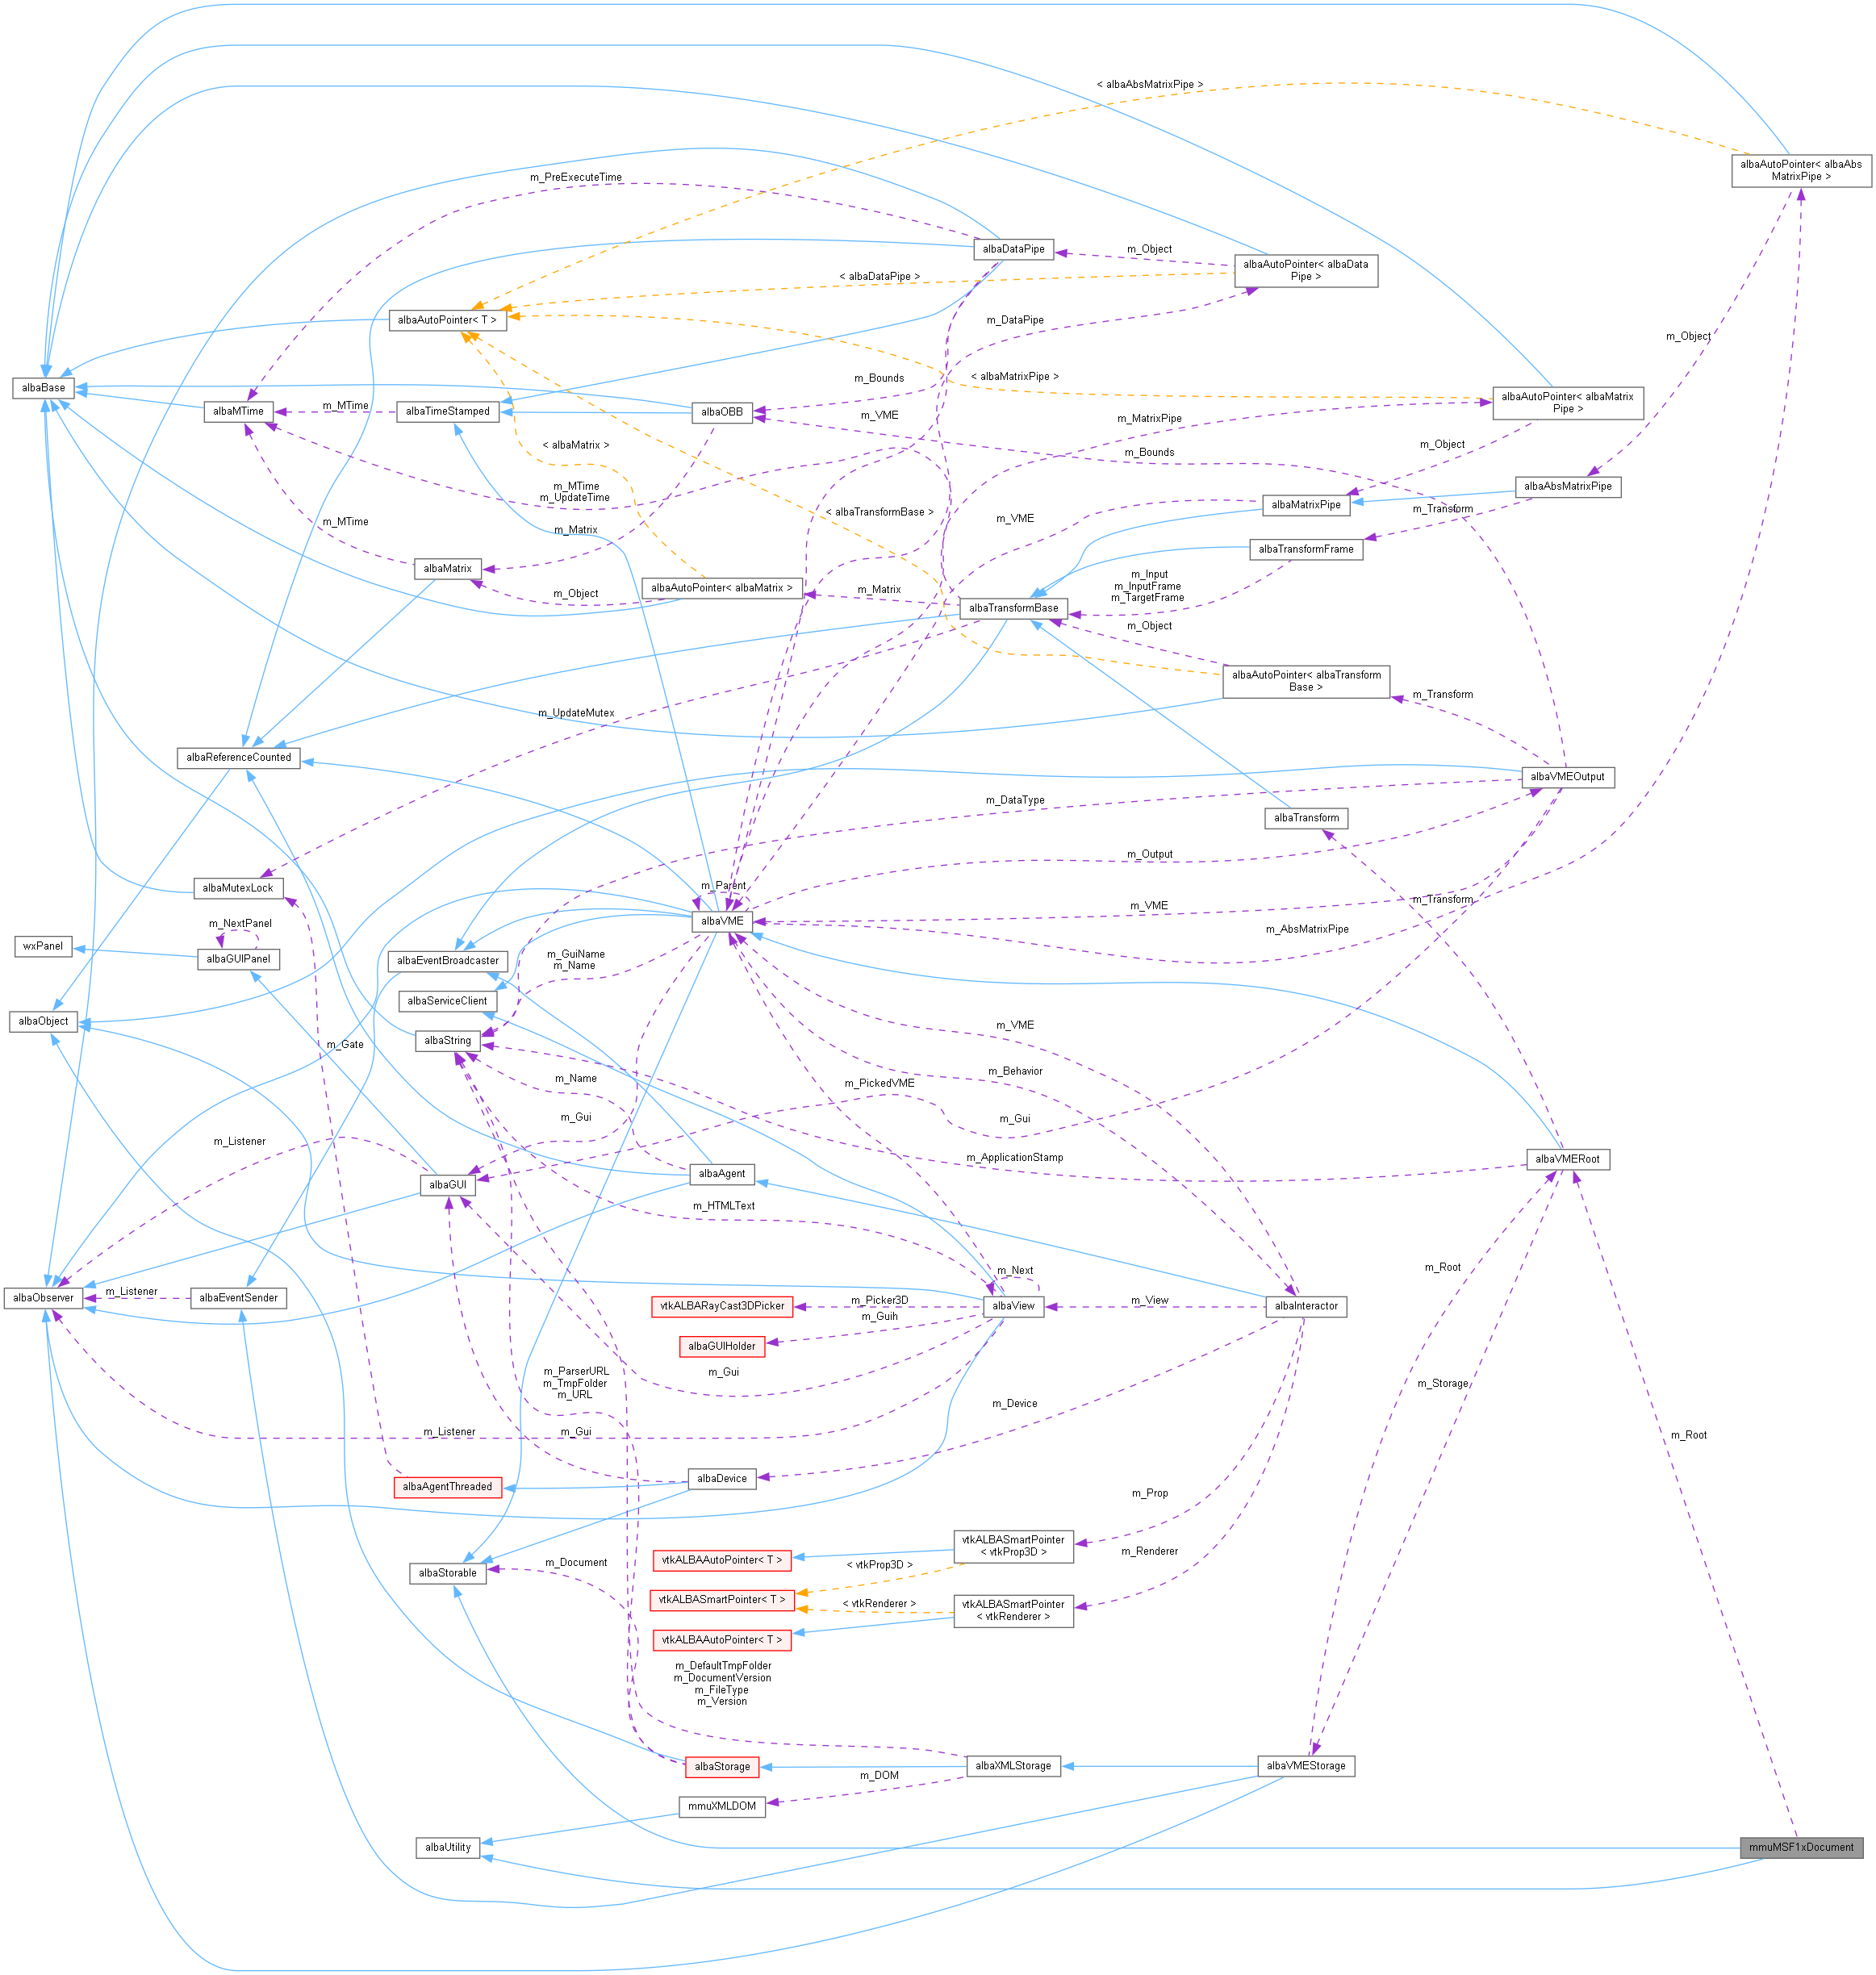 < albaAbsMatrixPipe >
albaAutoPointer< albaAbs
MatrixPipe >
m_PreExecuteTime
albaDataPipe
m_Object
albaAutoPointer< albaData
Pipe >
< albaDataPipe >
albaAutoPointer< T >
m_DataPipe
m_Object
albaBase
m_Bounds
< albaMatrixPipe >
albaAutoPointer< albaMatrix
Pipe >
albaMTime
m_MTime
albaTimeStamped
albaOBB
m_VME
m_MatrixPipe
< albaMatrix >
m_Object
m_Bounds
m_MTime
m_UpdateTime
albaAbsMatrixPipe
albaMatrixPipe
m_Transform
< albaTransformBase >
m_VME
m_MTime
m_Matrix
albaTransformFrame
albaMatrix
albaAutoPointer< albaMatrix >
m_Object
m_Matrix
m_Input
m_InputFrame
m_TargetFrame
albaTransformBase
m_Object
albaAutoPointer< albaTransform
Base >
m_Transform
m_UpdateMutex
albaReferenceCounted
albaVMEOutput
m_DataType
albaTransform
m_Output
albaMutexLock
m_Parent
m_Transform
m_VME
albaVME
m_NextPanel
m_AbsMatrixPipe
wxPanel
albaGUIPanel
albaEventBroadcaster
m_GuiName
m_Name
albaServiceClient
albaObject
albaString
m_VME
m_Gate
m_Behavior
m_Name
m_PickedVME
m_Gui
m_Gui
m_Listener
m_ApplicationStamp
albaVMERoot
albaAgent
albaGUI
m_HTMLText
m_Root
m_Next
albaObserver
m_Listener
albaEventSender
vtkALBARayCast3DPicker
m_Picker3D
albaView
m_View
albaInteractor
m_Guih
albaGUIHolder
m_ParserURL
m_TmpFolder
m_URL
m_Gui
m_Storage
m_Device
m_Listener
m_Gui
m_Root
albaDevice
albaAgentThreaded
m_Prop
vtkALBASmartPointer
< vtkProp3D >
m_Renderer
vtkALBAAutoPointer< T >
m_Document
< vtkProp3D >
albaStorable
vtkALBASmartPointer< T >
< vtkRenderer >
vtkALBASmartPointer
< vtkRenderer >
vtkALBAAutoPointer< T >
m_DefaultTmpFolder
m_DocumentVersion
m_FileType
m_Version
albaStorage
albaXMLStorage
albaVMEStorage
m_DOM
mmuXMLDOM
albaUtility
mmuMSF1xDocument